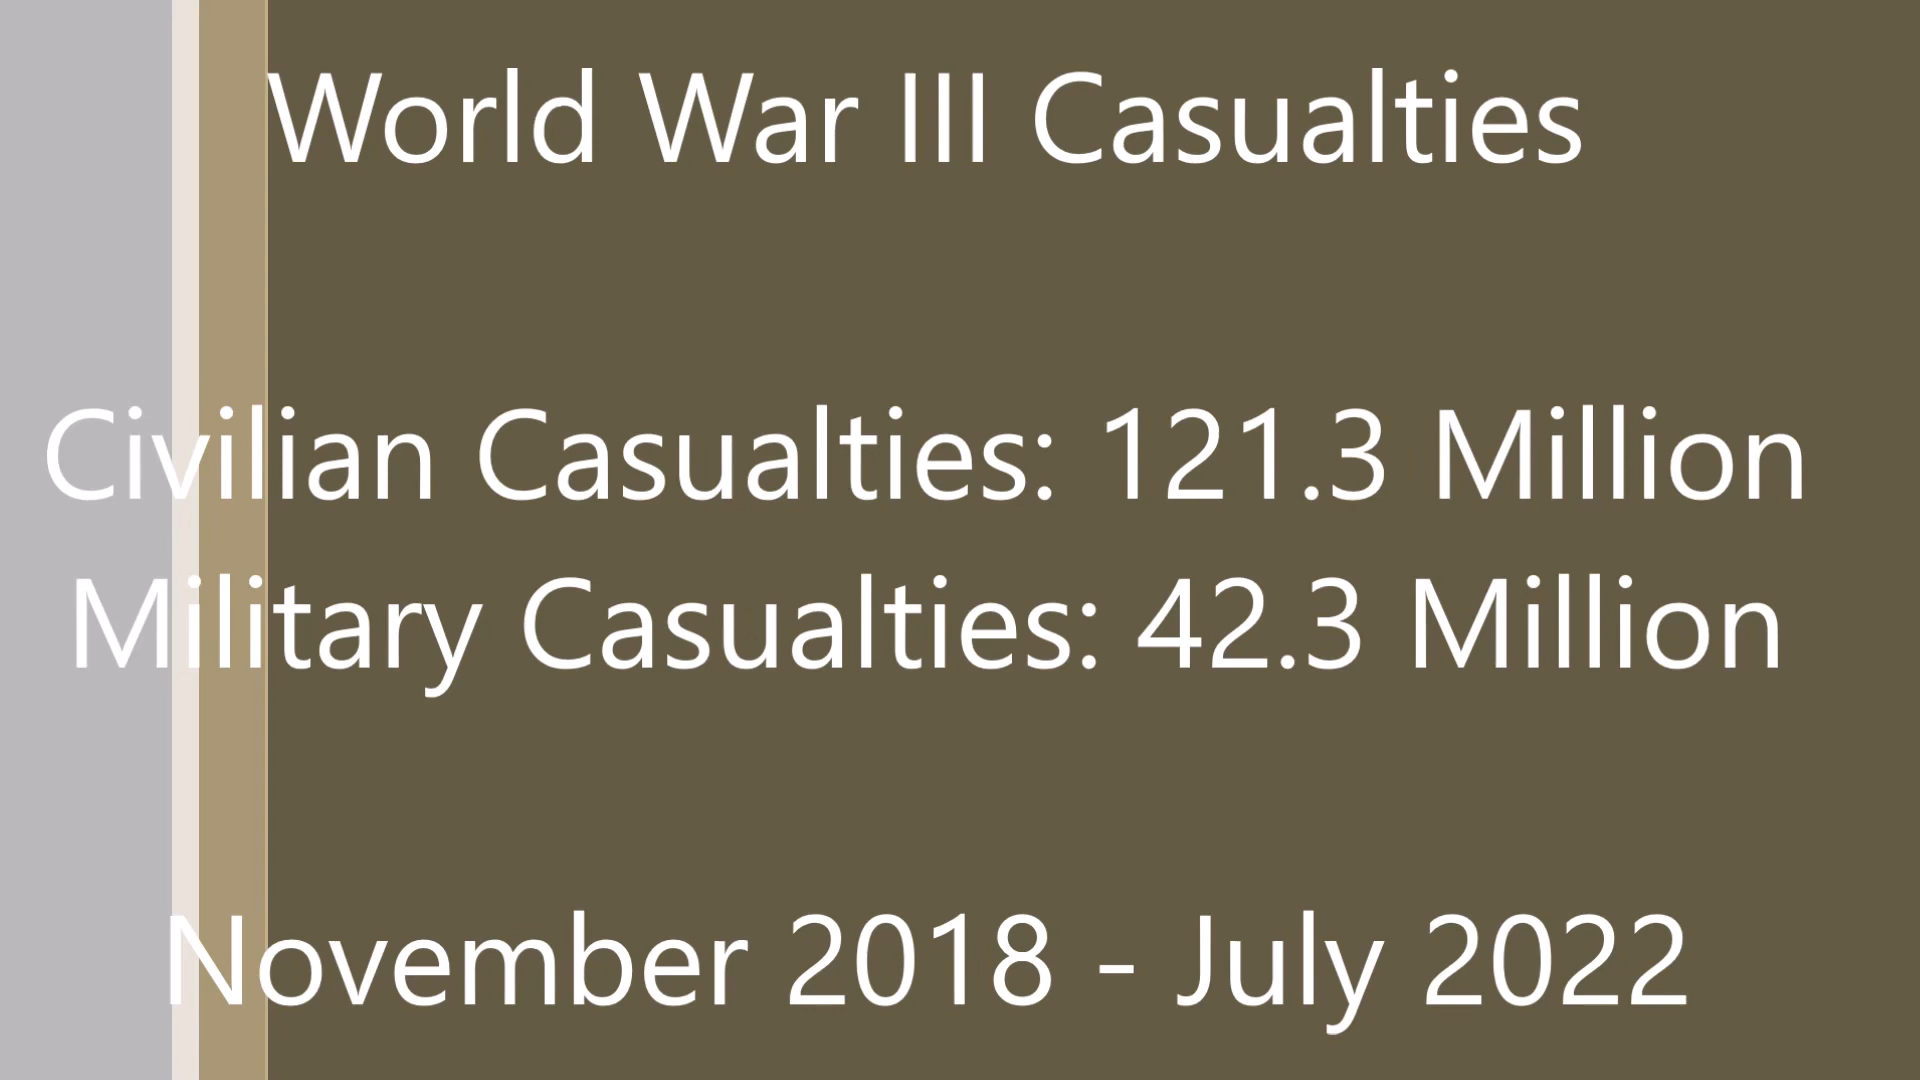 World War III Casualties
Civilian Casualties: 121.3 Million
Military Casualties: 42.3 Million
November 2018 - July 2022